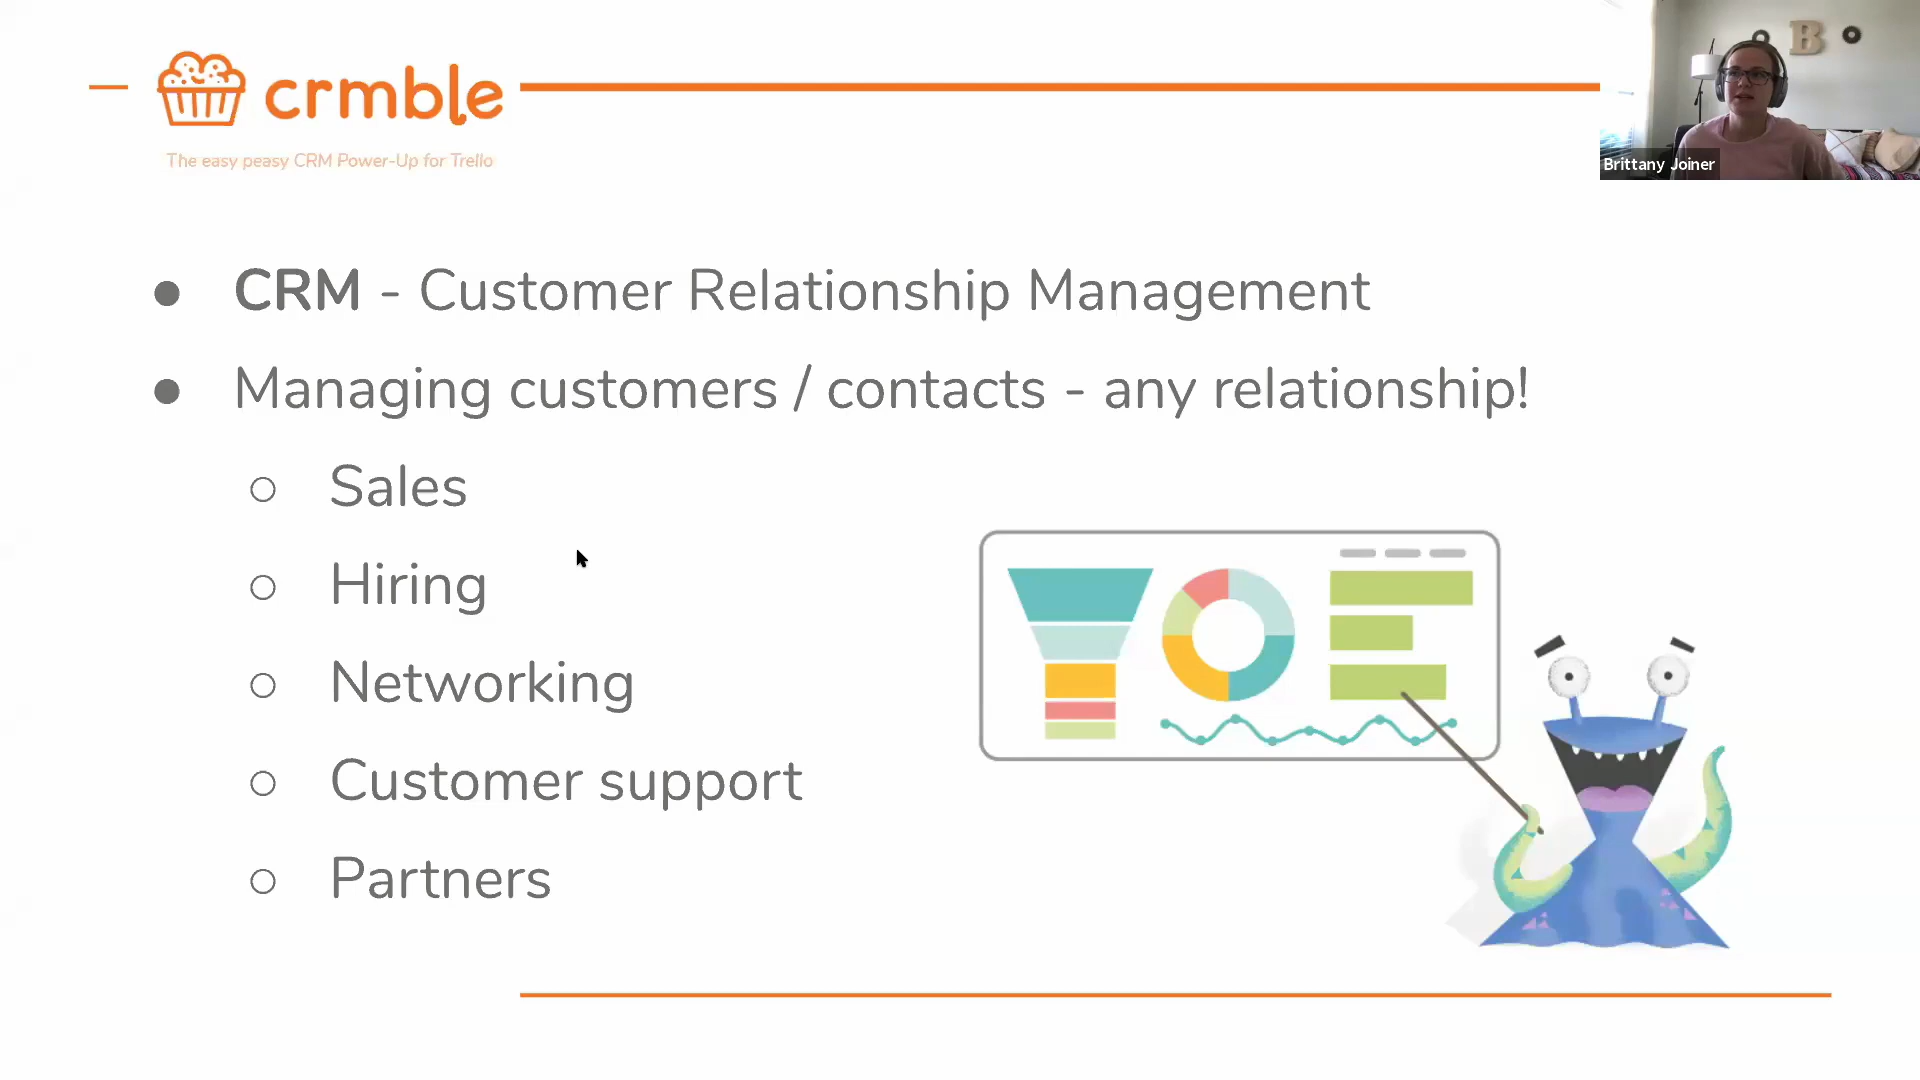 crmble
The easy peasy CRM Power-Up for Trello
B
Brittany Joiner
● CRM - Customer Relationship Management
● Managing customers / contacts - any relationship!
○ Sales
○ Hiring
○ Networking
○ Customer support
○ Partners